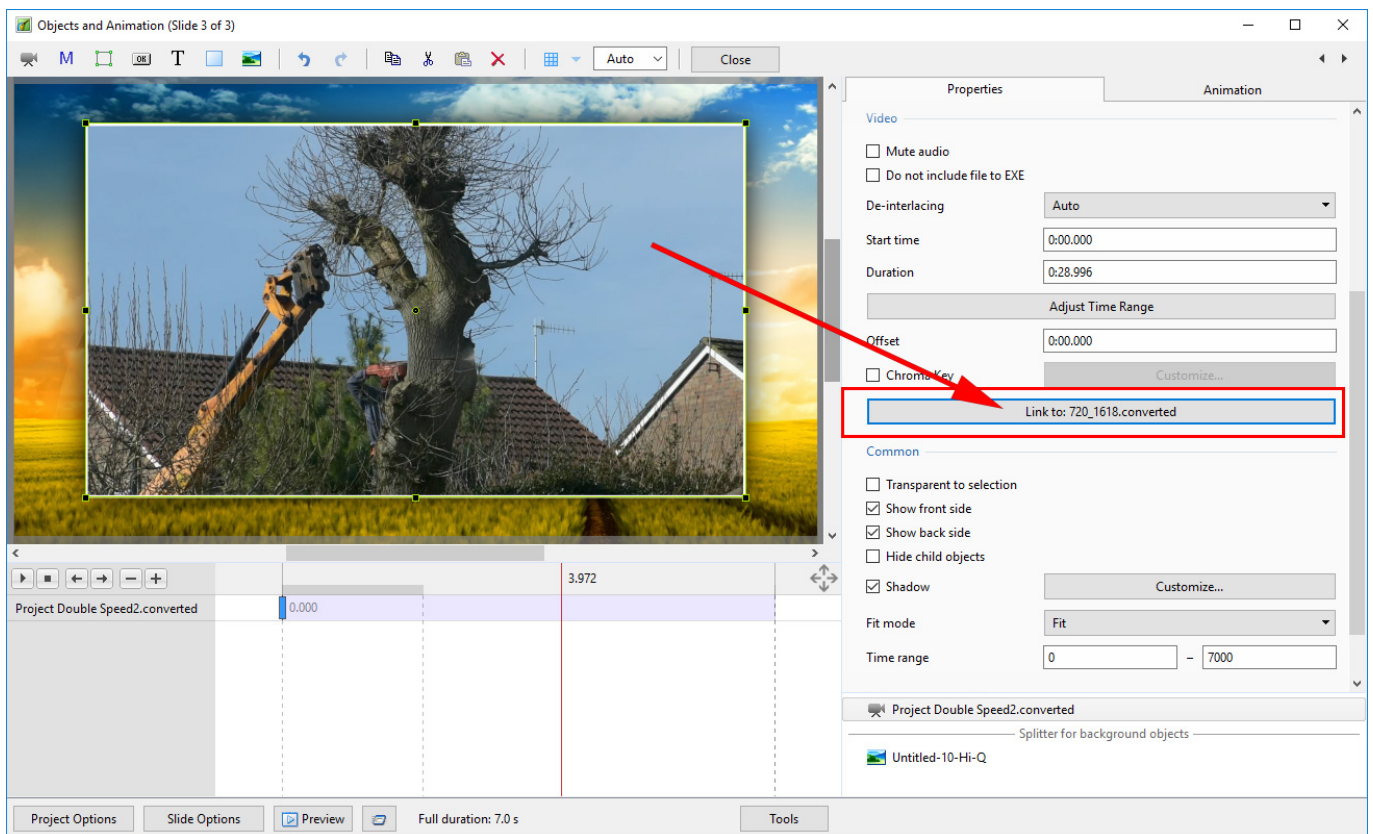 Objects and Animation (Slide 3 of 3)
M OK T Auto Close
Properties Animation
Video
Mute audio
Do not include file to EXE
De-interlacing Auto
Start time 0:00.000
Duration 0:28.996
Adjust Time Range
Offset 0:00.000
Chroma Key Customize...
Link to: 720_1618.converted
Common
Transparent to selection
Show front side
Show back side
Hide child objects
Shadow Customize...
Fit mode Fit
Time range 0 – 7000
3.972
Project Double Speed2.converted 0.000
Project Double Speed2.converted
Splitter for background objects
Untitled-10-Hi-Q
Project Options Slide Options Preview Full duration: 7.0 s Tools